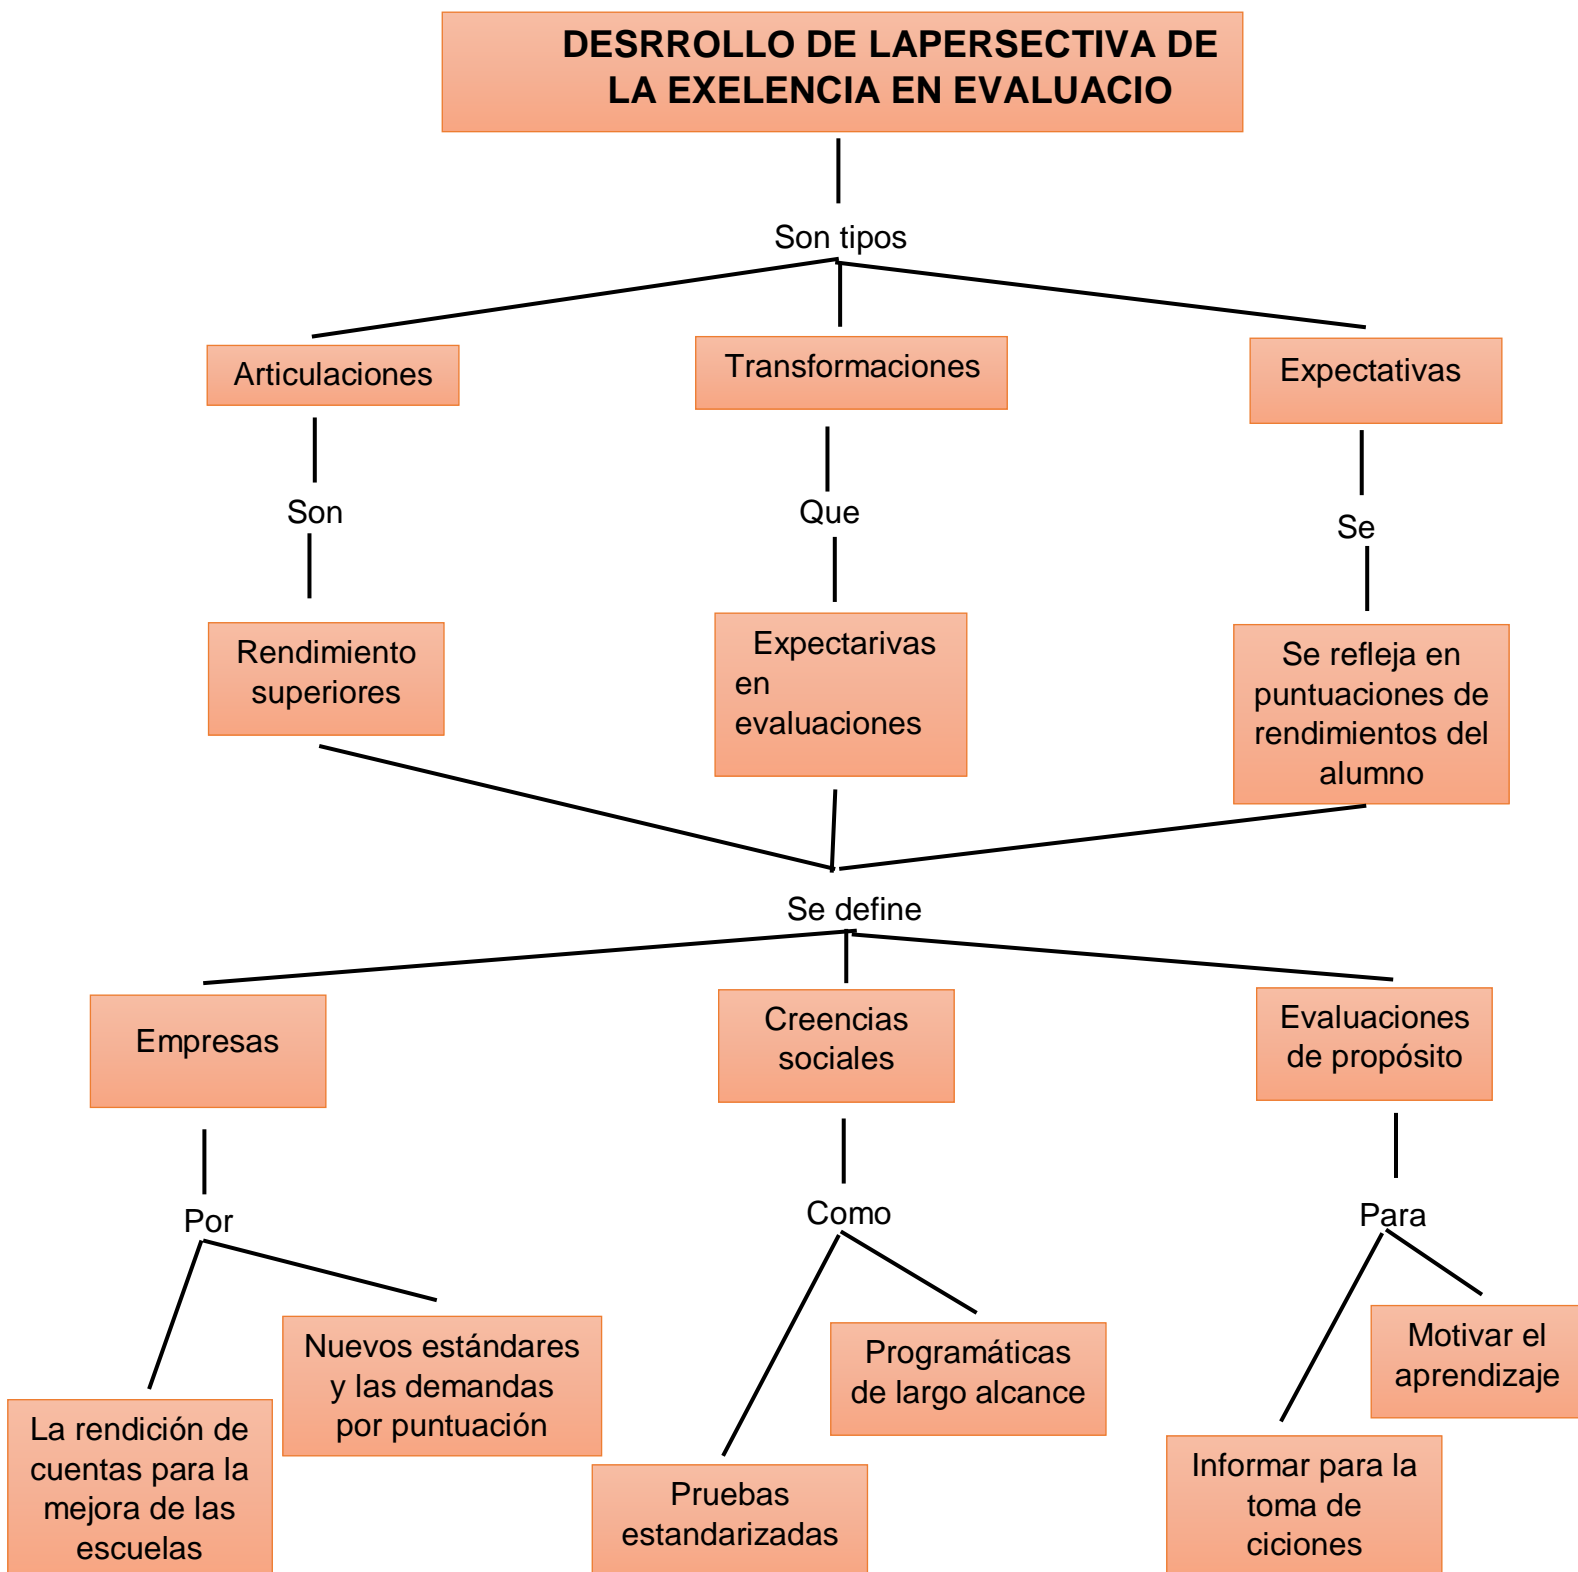 DESRROLLO DE LAPERSECTIVA DE
LA EXELENCIA EN EVALUACIO
Son tipos
Articulaciones
Transformaciones
Expectativas
Son
Que
Se
Rendimiento
superiores
Expectarivas
en
evaluaciones
Se refleja en
puntuaciones de
rendimientos del
alumno
Se define
Empresas
Creencias
sociales
Evaluaciones
de propósito
Por
Como
Para
La rendición de
cuentas para la
mejora de las
escuelas
Nuevos estándares
y las demandas
por puntuación
Pruebas
estandarizadas
Programáticas
de largo alcance
Informar para la
toma de
ciciones
Motivar el
aprendizaje